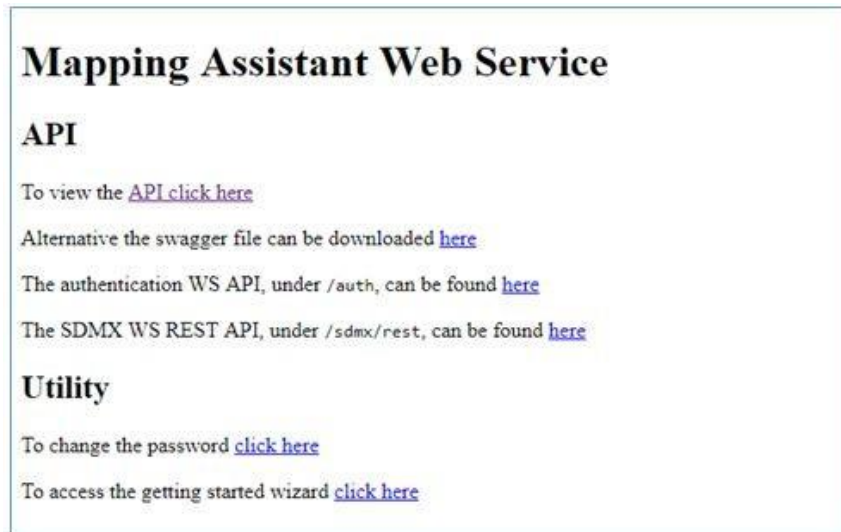 Mapping Assistant Web Service
API
To view the API click here
Alternative the swagger file can be downloaded here
The authentication WS API, under /auth, can be found here
The SDMX WS REST API, under /sdmx/rest, can be found here
Utility
To change the password click here
To access the getting started wizard click here